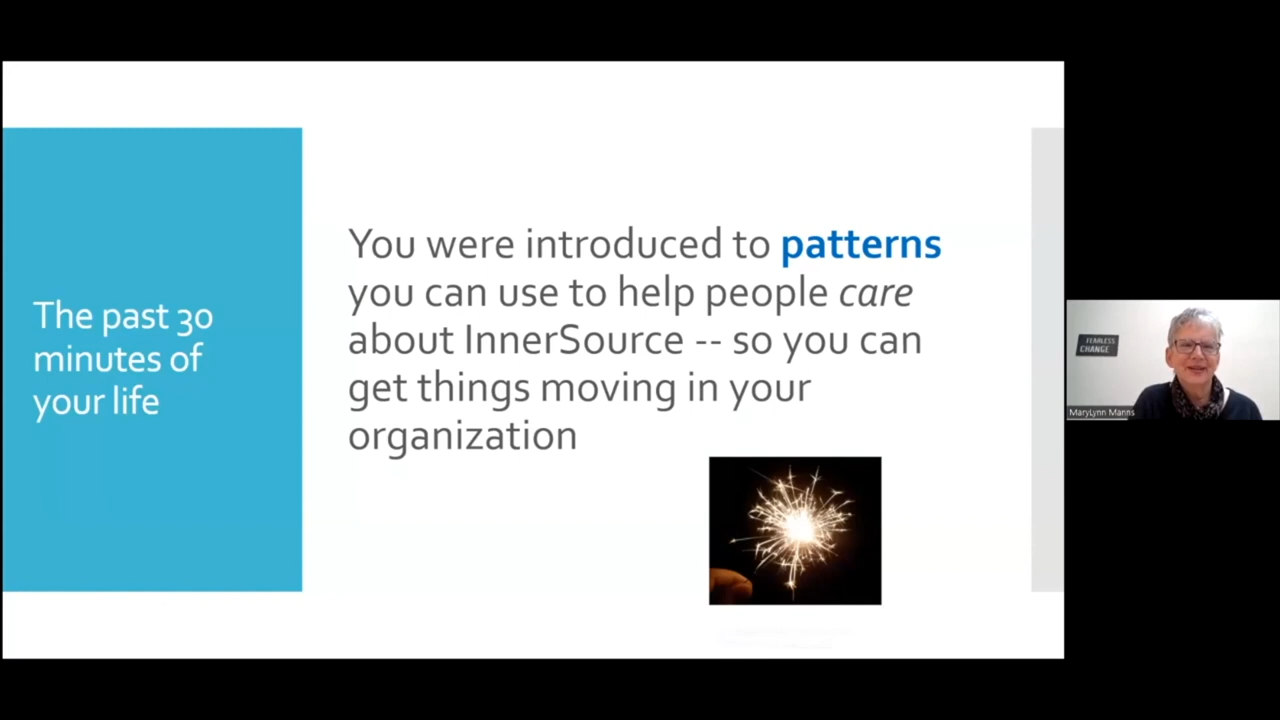 The past 30
minutes of
your life
You were introduced to patterns
you can use to help people care
about InnerSource -- so you can
get things moving in your
organization
FEARLESS
CHANGE
MaryLynn Manns